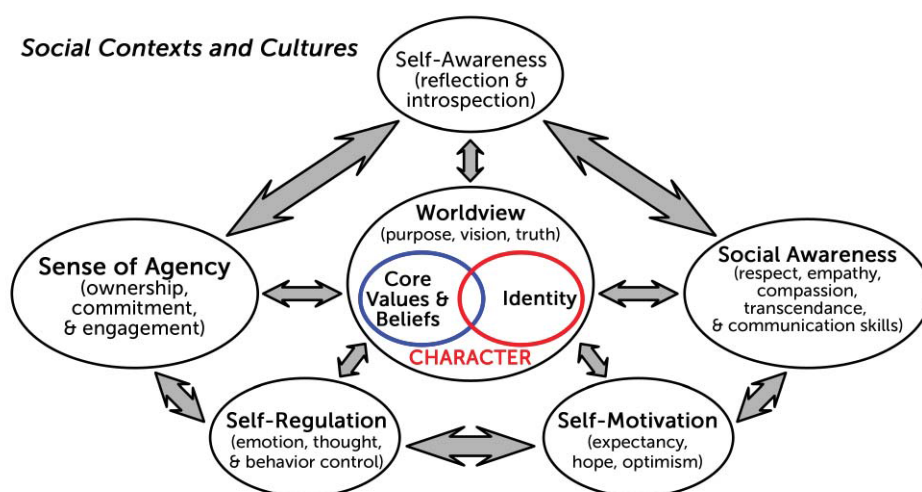 Social Contexts and Cultures
Self-Awareness
(reflection &
introspection)
Worldview
(purpose, vision, truth)
Core
Values &
Beliefs
Identity
CHARACTER
Sense of Agency
(ownership,
commitment,
& engagement)
Social Awareness
(respect, empathy,
compassion,
transcendance,
& communication skills)
Self-Regulation
(emotion, thought,
& behavior control)
Self-Motivation
(expectancy,
hope, optimism)